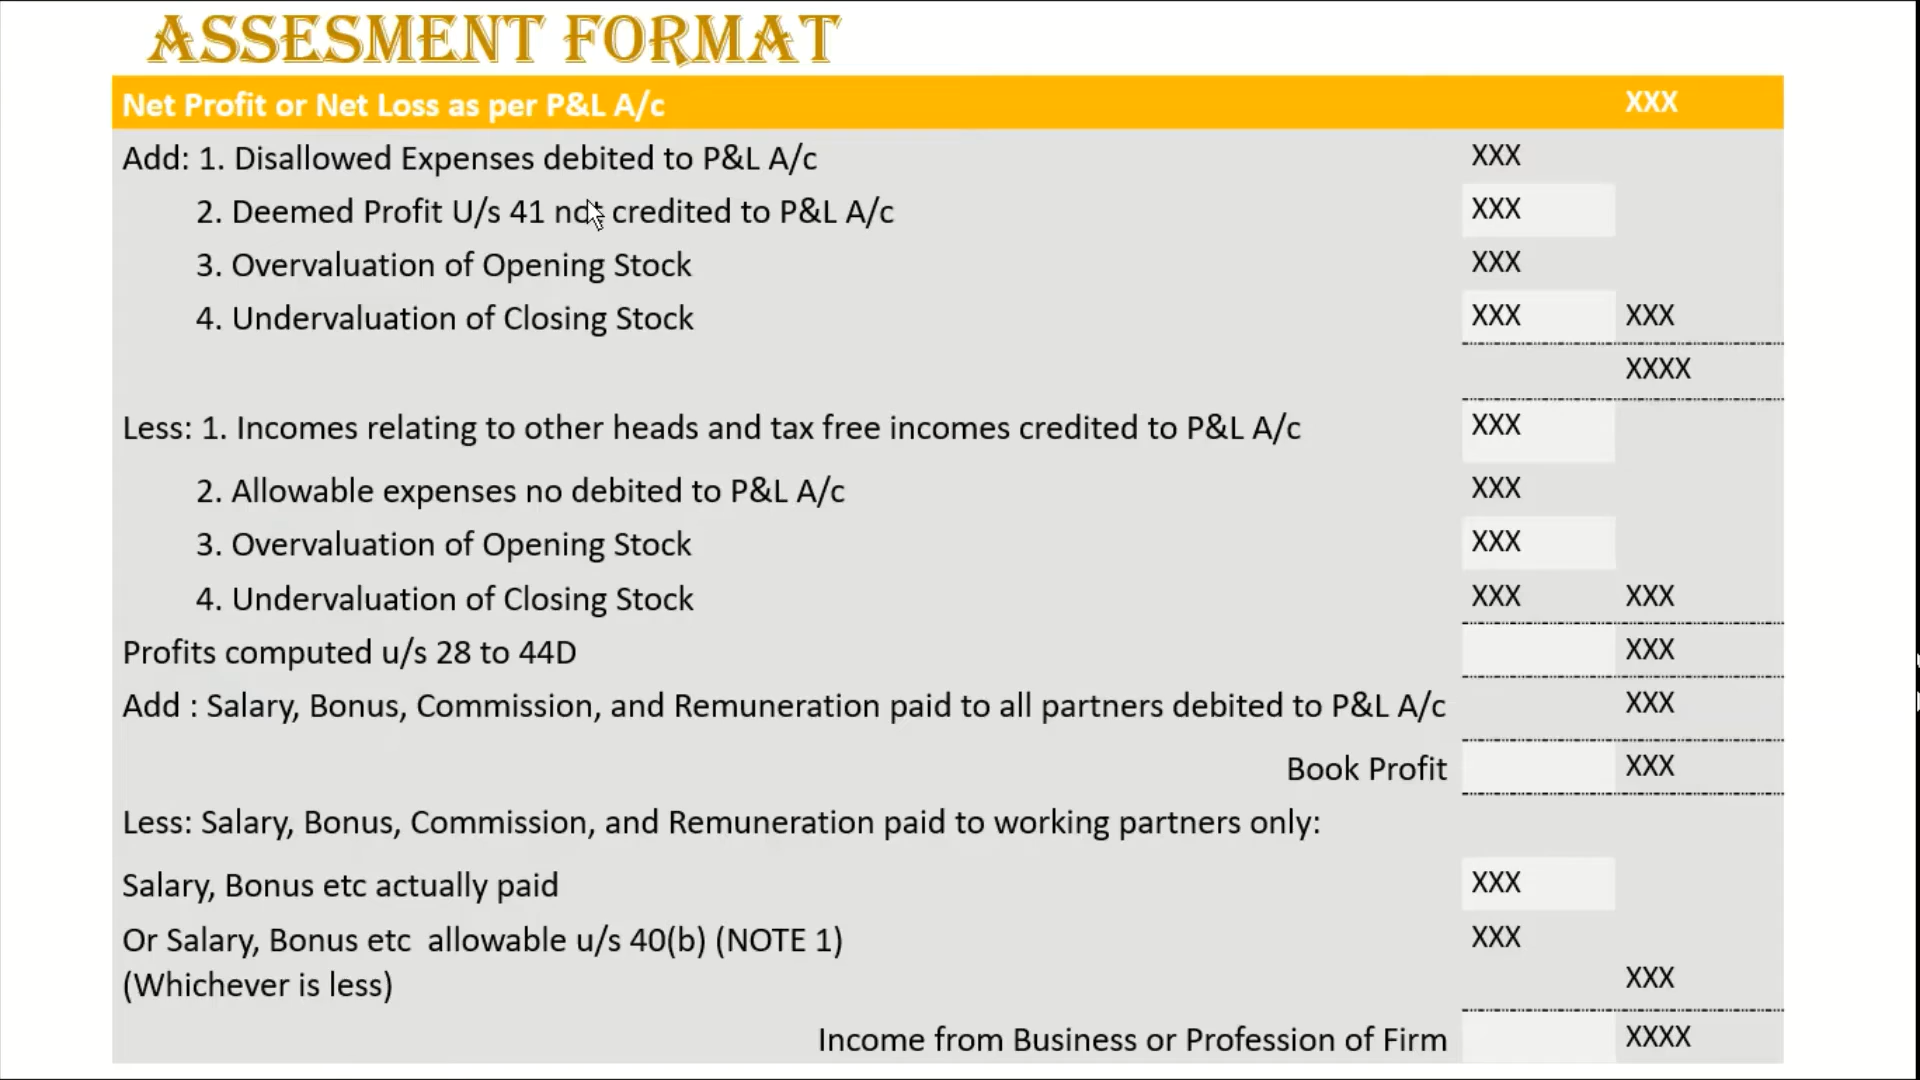 ASSESMENT FORMAT
Net Profit or Net Loss as per P&L A/c XXX
Add: 1. Disallowed Expenses debited to P&L A/c XXX
2. Deemed Profit U/s 41 not credited to P&L A/c XXX
3. Overvaluation of Opening Stock XXX
4. Undervaluation of Closing Stock XXX XXX
XXXX
Less: 1. Incomes relating to other heads and tax free incomes credited to P&L A/c XXX
2. Allowable expenses no debited to P&L A/c XXX
3. Overvaluation of Opening Stock XXX
4. Undervaluation of Closing Stock XXX XXX
Profits computed u/s 28 to 44D XXX
Add : Salary, Bonus, Commission, and Remuneration paid to all partners debited to P&L A/c XXX
Book Profit XXX
Less: Salary, Bonus, Commission, and Remuneration paid to working partners only:
Salary, Bonus etc actually paid XXX
Or Salary, Bonus etc allowable u/s 40(b) (NOTE 1) XXX
(Whichever is less) XXX
Income from Business or Profession of Firm XXXX